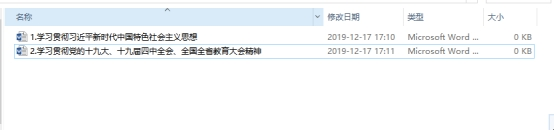 名称 修改日期 类型 大小
1.学习贯彻习近平新时代中国特色社会主义思想 2019-12-17 17:10 Microsoft Word ... 0 KB
2.学习贯彻党的十九大、十九届四中全会、全国全省教育大会精神 2019-12-17 17:11 Microsoft Word ... 0 KB